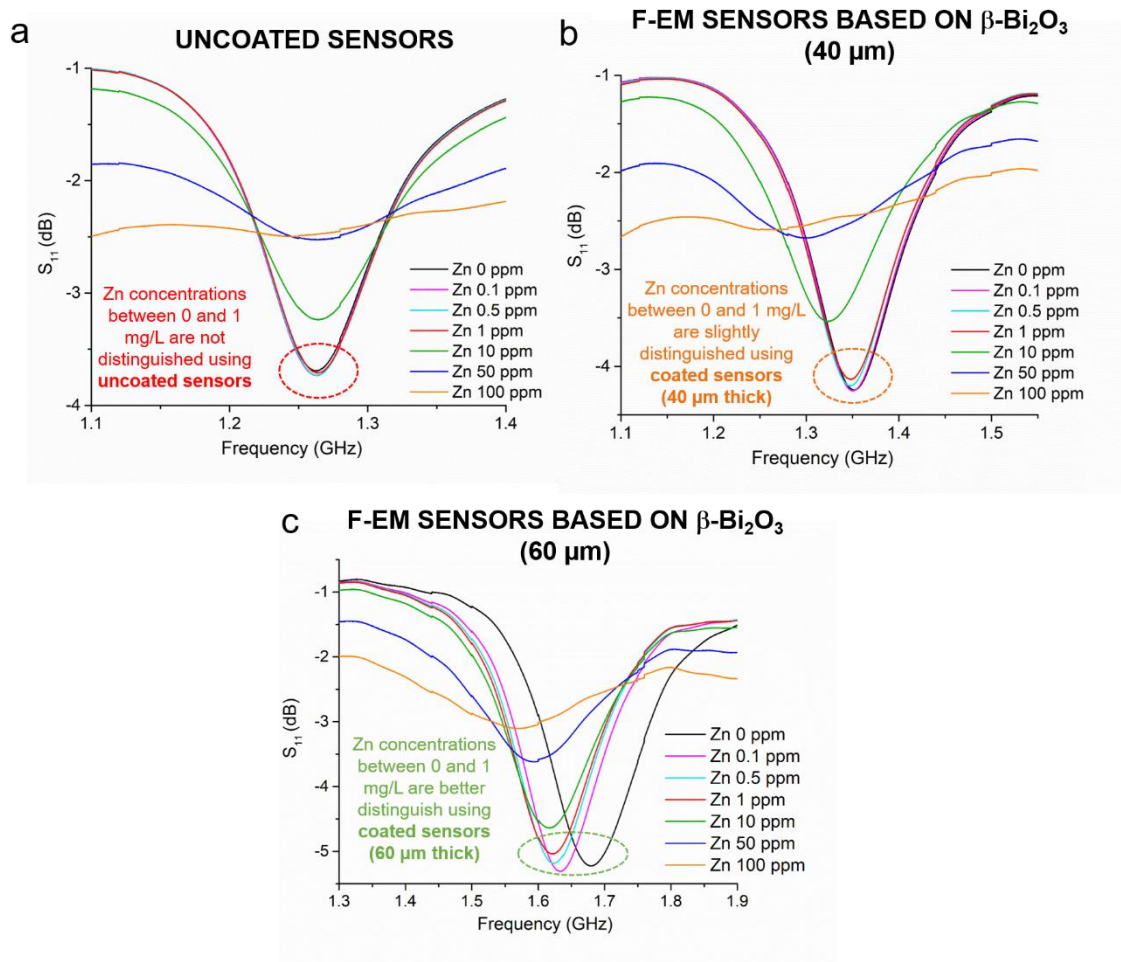 a
UNCOATED SENSORS
-1
-2
-3
-4
S₁₁ (dB)
1.1
1.2
1.3
1.4
Frequency (GHz)
Zn concentrations
between 0 and 1
mg/L are not
distinguished using
uncoated sensors
Zn 0 ppm
Zn 0.1 ppm
Zn 0.5 ppm
Zn 1 ppm
Zn 10 ppm
Zn 50 ppm
Zn 100 ppm
b
F-EM SENSORS BASED ON β-Bi₂O₃
(40 µm)
-1
-2
-3
-4
S₁₁ (dB)
1.1
1.2
1.3
1.4
1.5
Frequency (GHz)
Zn concentrations
between 0 and 1 mg/L
are slightly
distinguished using
coated sensors
(40 µm thick)
Zn 0 ppm
Zn 0.1 ppm
Zn 0.5 ppm
Zn 1 ppm
Zn 10 ppm
Zn 50 ppm
Zn 100 ppm
c
F-EM SENSORS BASED ON β-Bi₂O₃
(60 µm)
-1
-2
-3
-4
-5
S₁₁ (dB)
1.3
1.4
1.5
1.6
1.7
1.8
1.9
Frequency (GHz)
Zn concentrations
between 0 and 1
mg/L are better
distinguish using
coated sensors
(60 µm thick)
Zn 0 ppm
Zn 0.1 ppm
Zn 0.5 ppm
Zn 1 ppm
Zn 10 ppm
Zn 50 ppm
Zn 100 ppm